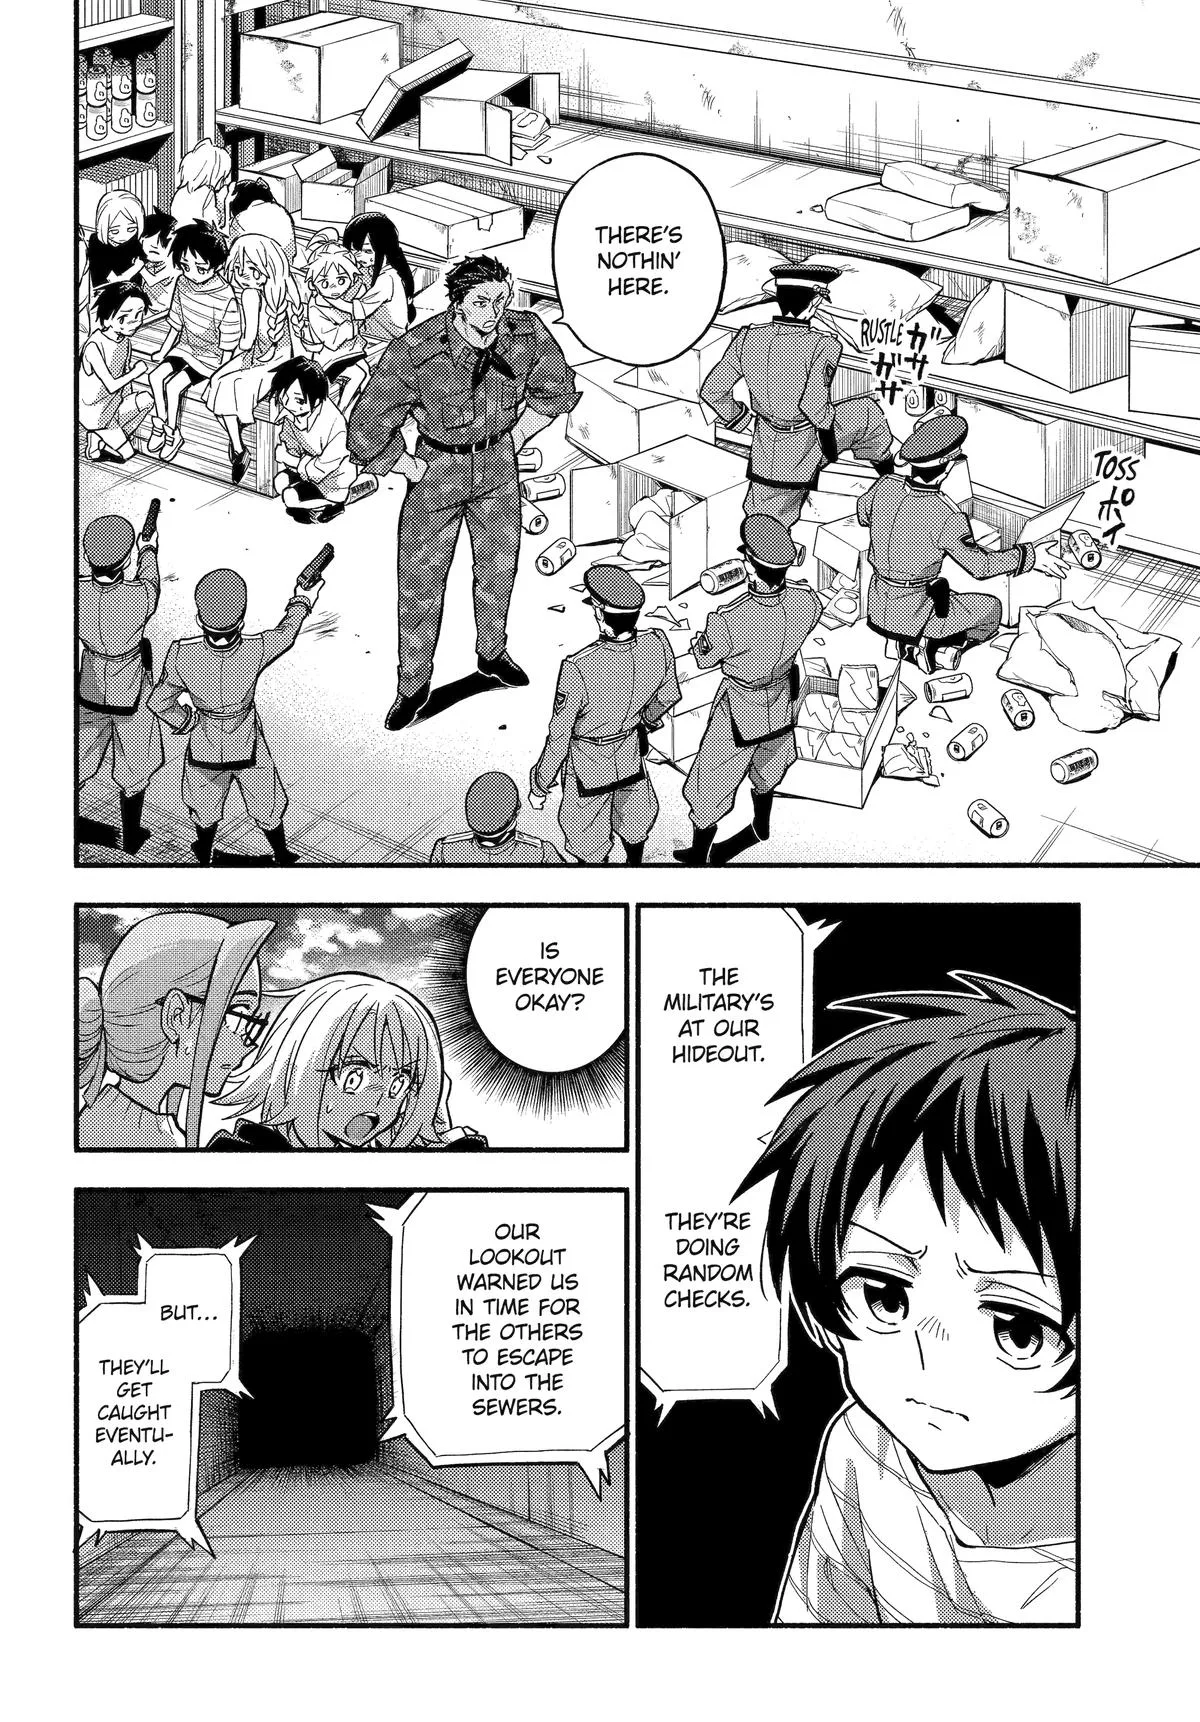 THERE'S
NOTHIN'
HERE.
RUSTLE
ガサ
ガサ
TOSS
ポイ
THE
MILITARY'S
AT OUR
HIDEOUT.
THEY'RE
DOING
RANDOM
CHECKS.
IS
EVERYONE
OKAY?
OUR
LOOKOUT
WARNED US
IN TIME FOR
THE OTHERS
TO ESCAPE
INTO THE
SEWERS.
BUT...
THEY'LL
GET
CAUGHT
EVENTU-
ALLY.